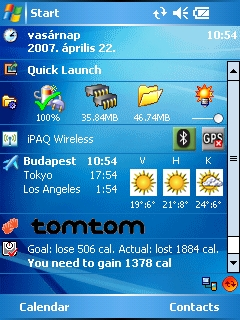 Start
vasárnap 10:54
2007. április 22.
Quick Launch
100% 35.84MB 46.74MB
iPAQ Wireless GPS
Budapest 10:54 V H K
Tokyo 17:54
Los Angeles 1:54
19°:6° 21°:8° 24°:6°
tomtom
Goal: lose 506 cal. Actual: lost 1884 cal.
You need to gain 1378 cal
Calendar Contacts